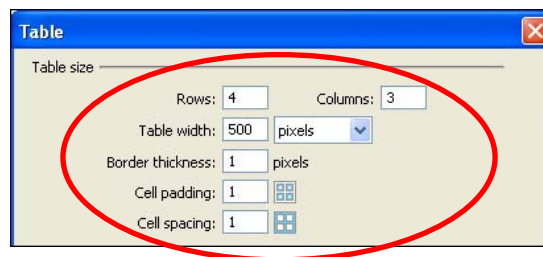 Table
Table size
Rows: 4 Columns: 3
Table width: 500 pixels
Border thickness: 1 pixels
Cell padding: 1
Cell spacing: 1